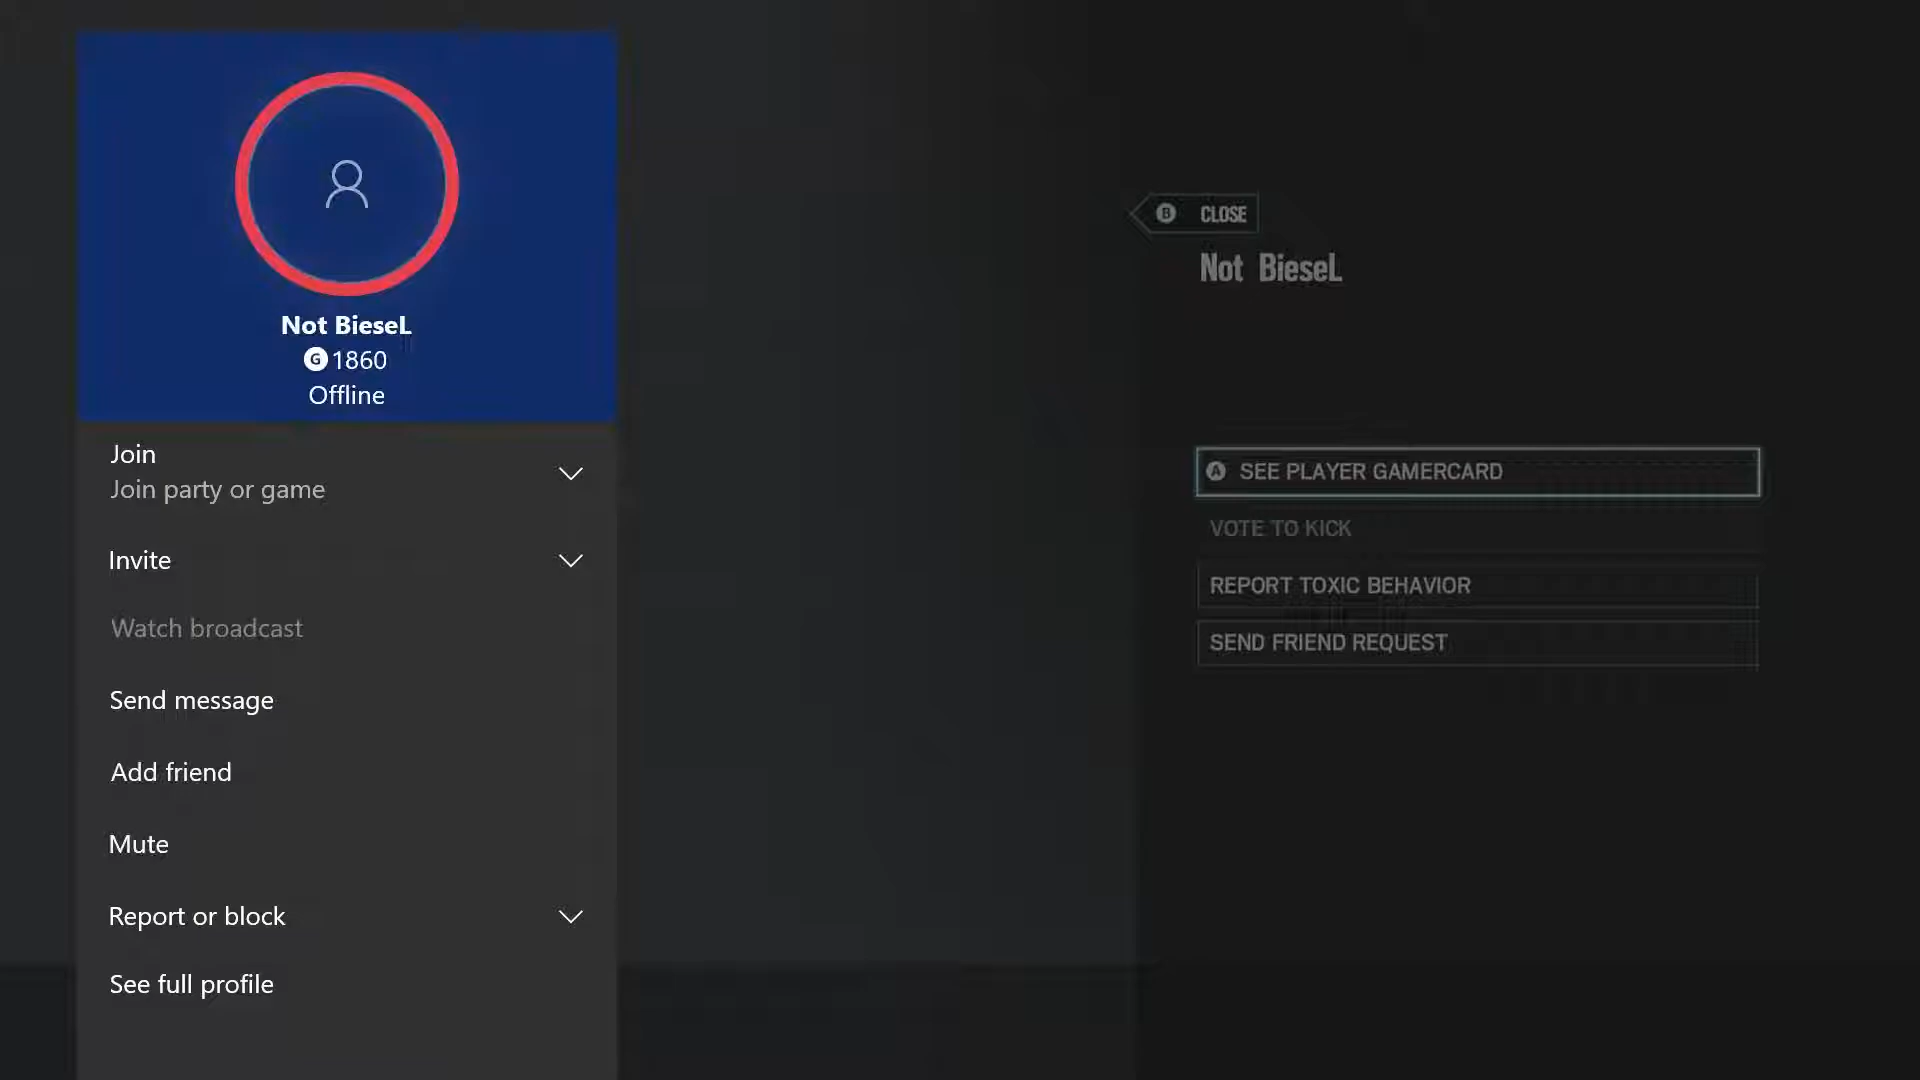 Not BieseL
G 1860
Offline
Join
Join party or game
Invite
Watch broadcast
Send message
Add friend
Mute
Report or block
See full profile
B CLOSE
Not BieseL
A SEE PLAYER GAMERCARD
VOTE TO KICK
REPORT TOXIC BEHAVIOR
SEND FRIEND REQUEST